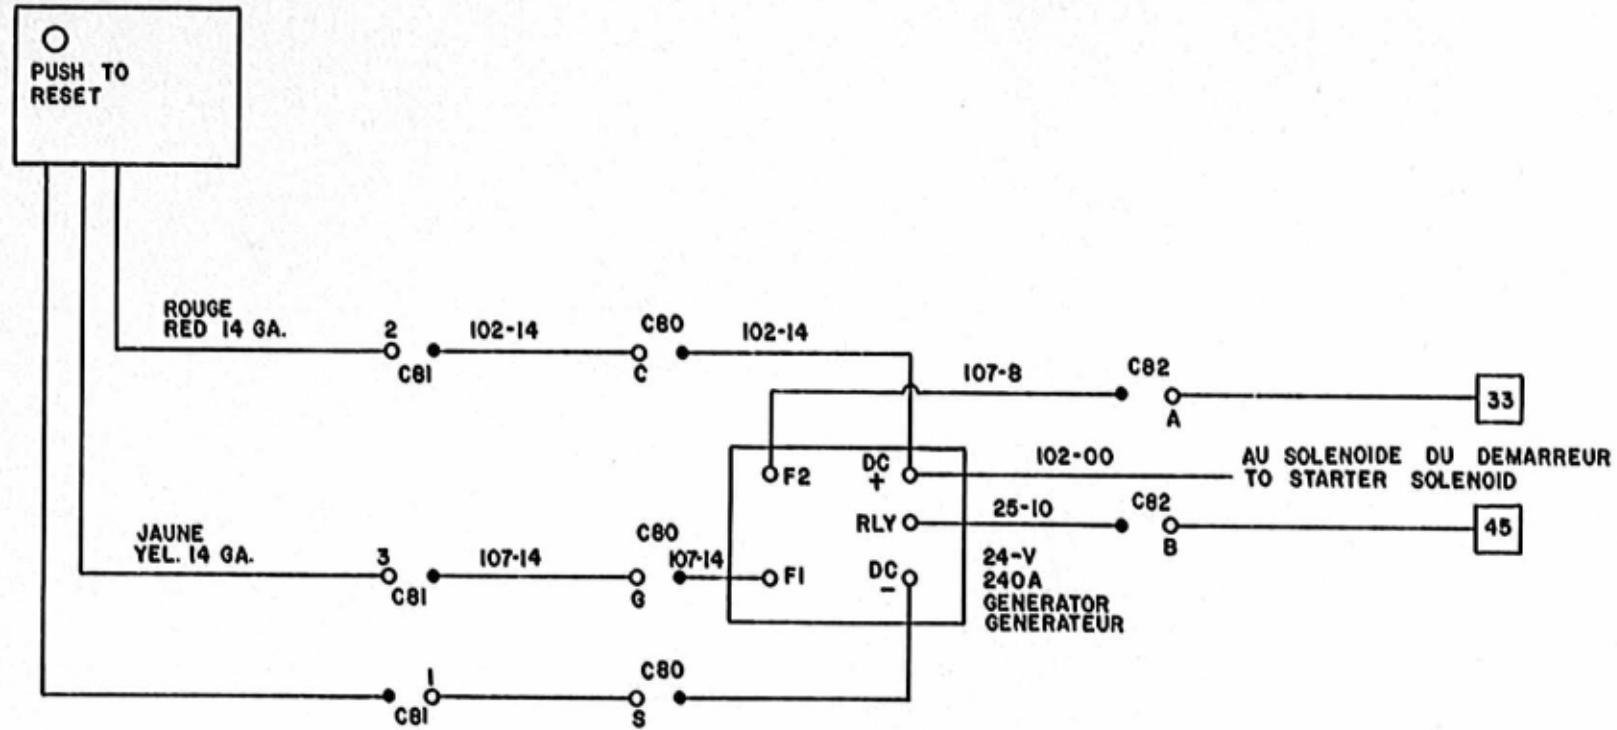 PUSH TO
RESET
ROUGE
RED 14 GA.
2
C81
102-14
C80
C
102-14
107-8
C82
A
33
F2
DC
+
102-00
AU SOLENOIDE DU DEMARREUR
TO STARTER SOLENOID
RLY
25-10
C82
B
45
JAUNE
YEL. 14 GA.
3
C81
107-14
C80
G
107-14
F1
DC
-
24-V
240A
GENERATOR
GENERATEUR
1
C81
C80
S